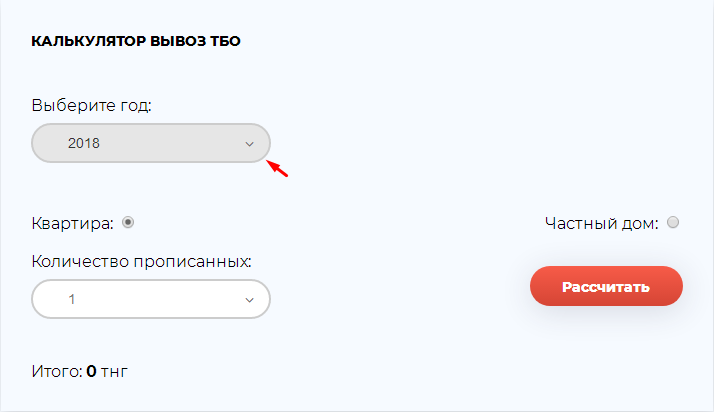 КАЛЬКУЛЯТОР ВЫВОЗ ТБО
Выберите год:
2018
Квартира:
Частный дом:
Количество прописанных:
1
Рассчитать
Итого: 0 тнг